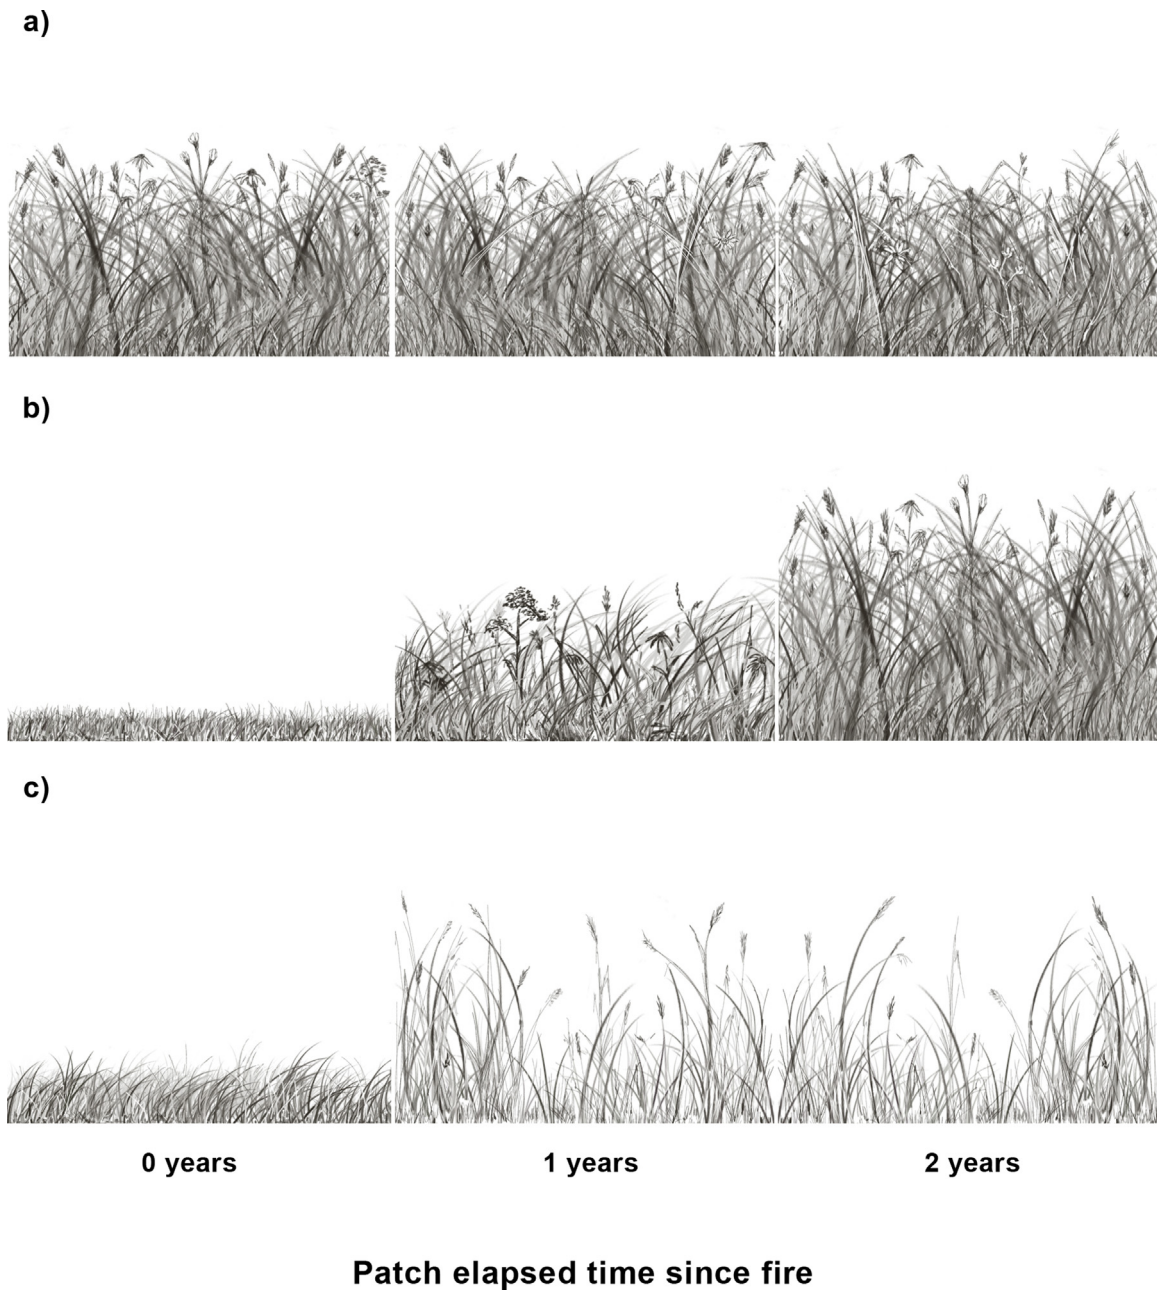 a)
b)
c)
0 years
1 years
2 years
Patch elapsed time since fire